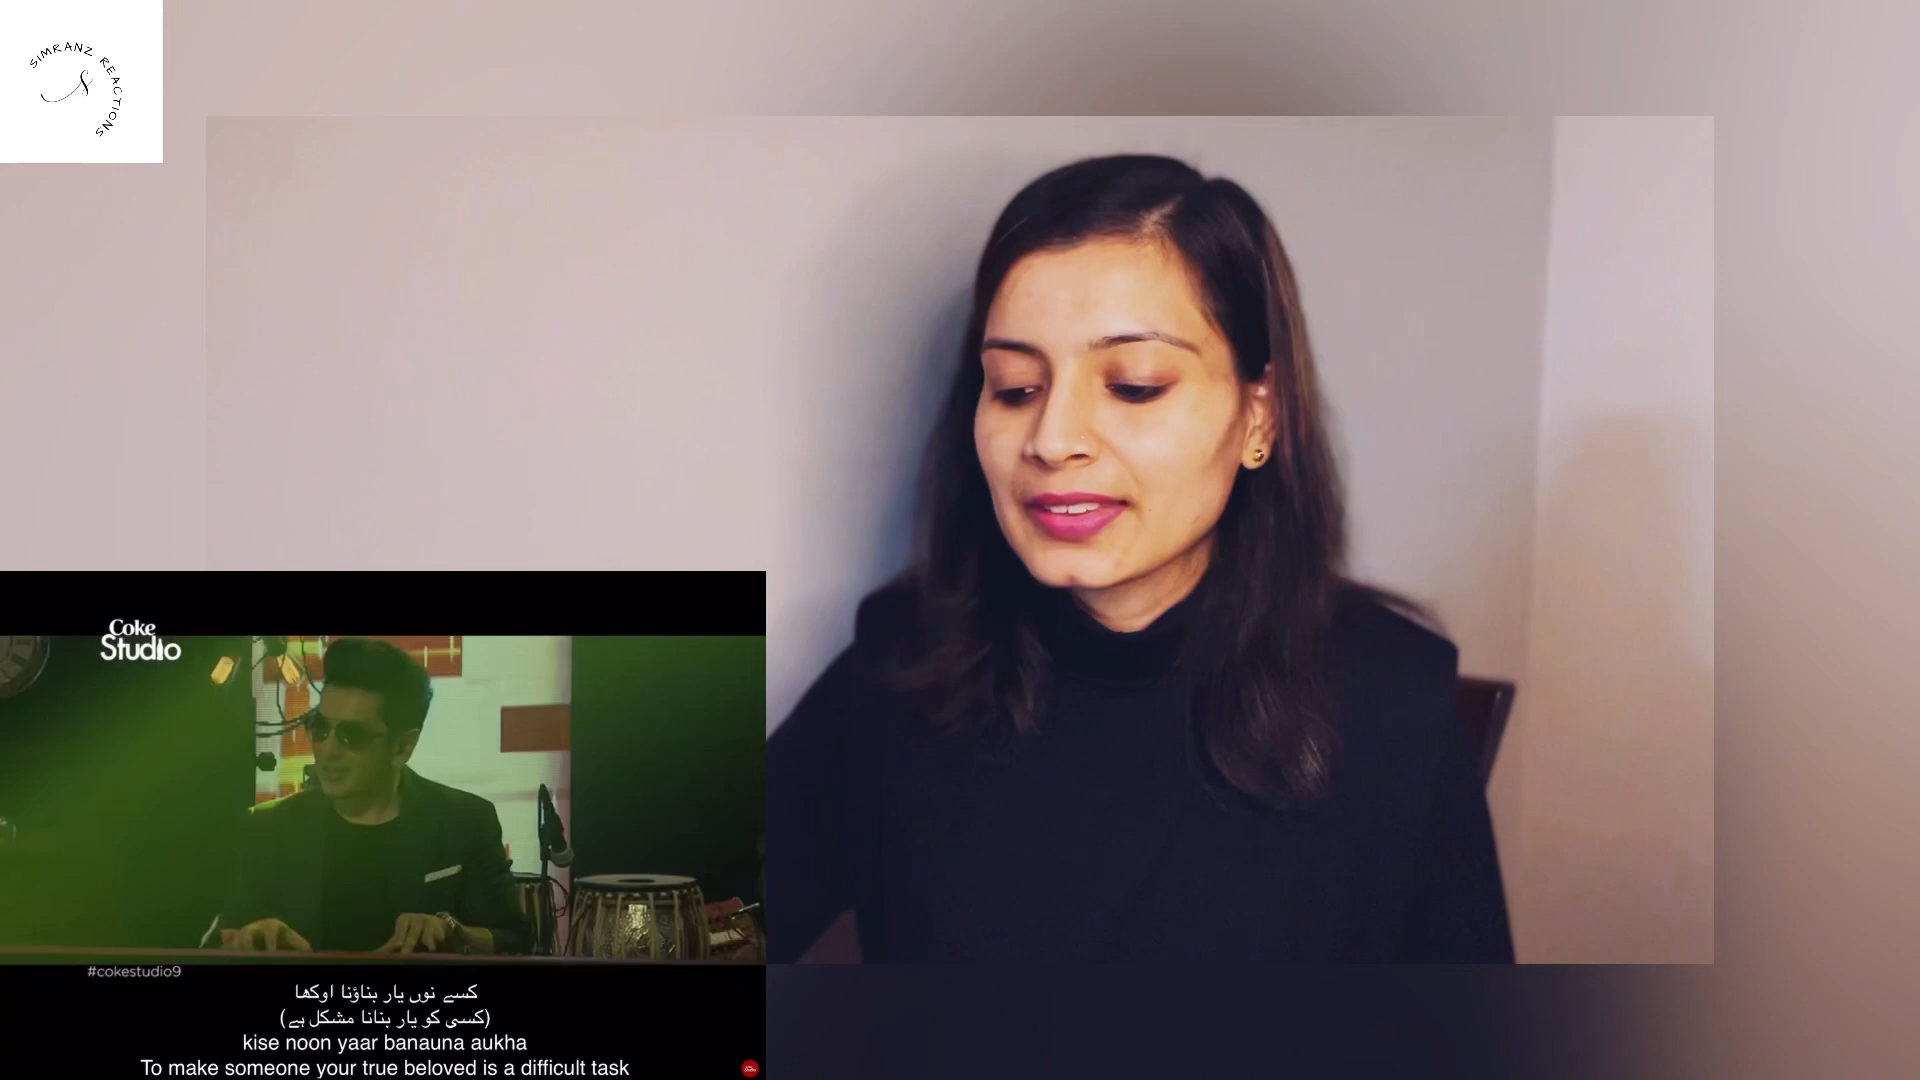 SIMRANZ REACTIONS
S
Coke
Studio
#cokestudio9
کسے نوں یار بناؤنا اوکھا
(کسی کو یار بنانا مشکل ہے)
kise noon yaar banauna aukha
To make someone your true beloved is a difficult task